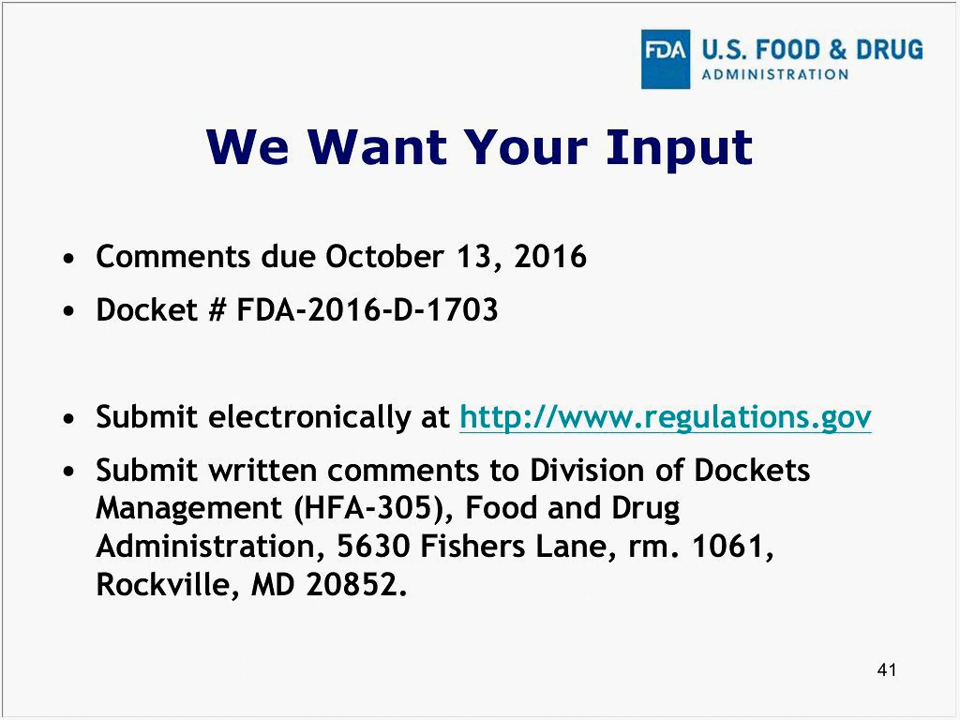 FDA U.S. FOOD & DRUG
ADMINISTRATION
We Want Your Input
• Comments due October 13, 2016
• Docket # FDA-2016-D-1703
• Submit electronically at http://www.regulations.gov
• Submit written comments to Division of Dockets
Management (HFA-305), Food and Drug
Administration, 5630 Fishers Lane, rm. 1061,
Rockville, MD 20852.
41